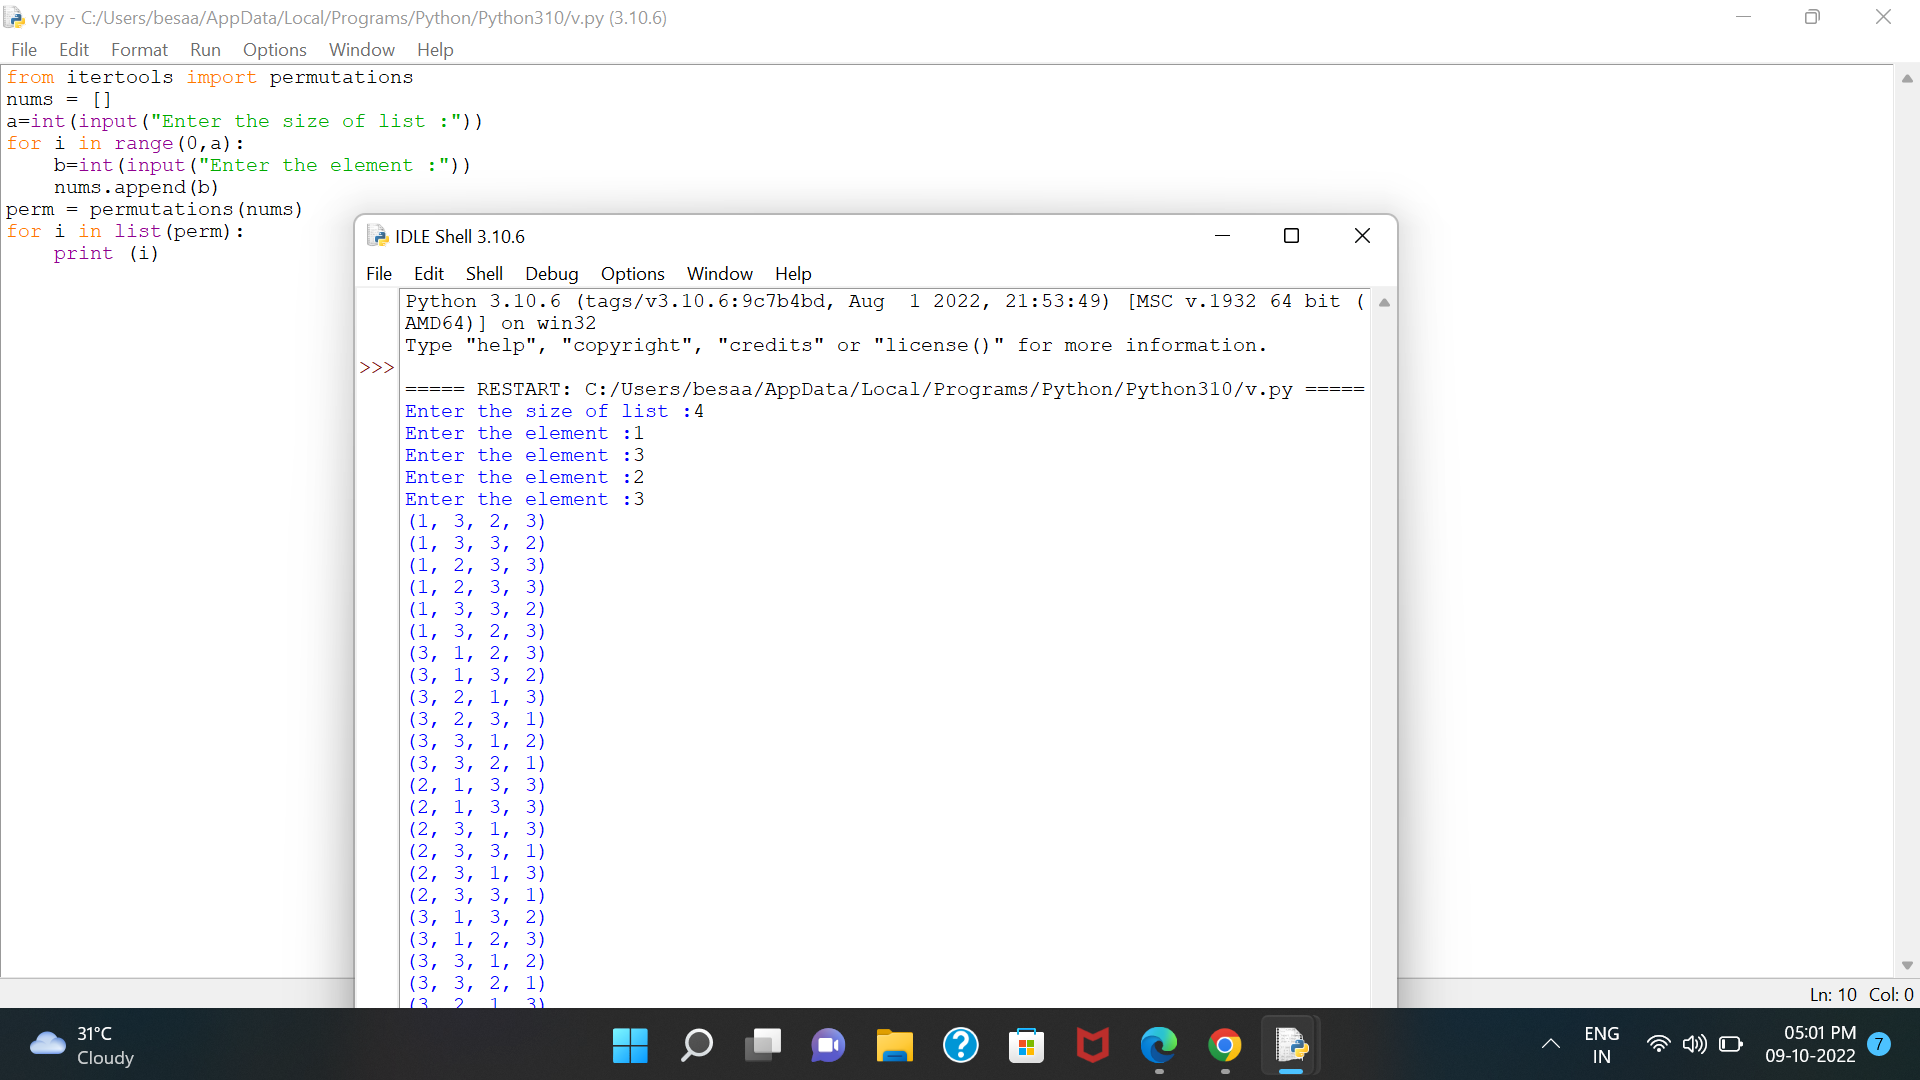 v.py - C:/Users/besaa/AppData/Local/Programs/Python/Python310/v.py (3.10.6)
File Edit Format Run Options Window Help
from itertools import permutations
nums = []
a=int(input("Enter the size of list :"))
for i in range(0,a):
    b=int(input("Enter the element :"))
    nums.append(b)
perm = permutations(nums)
for i in list(perm):
    print (i)
IDLE Shell 3.10.6
File Edit Shell Debug Options Window Help
Python 3.10.6 (tags/v3.10.6:9c7b4bd, Aug  1 2022, 21:53:49) [MSC v.1932 64 bit (
AMD64)] on win32
Type "help", "copyright", "credits" or "license()" for more information.
>>>
===== RESTART: C:/Users/besaa/AppData/Local/Programs/Python/Python310/v.py =====
Enter the size of list :4
Enter the element :1
Enter the element :3
Enter the element :2
Enter the element :3
(1, 3, 2, 3)
(1, 3, 3, 2)
(1, 2, 3, 3)
(1, 2, 3, 3)
(1, 3, 3, 2)
(1, 3, 2, 3)
(3, 1, 2, 3)
(3, 1, 3, 2)
(3, 2, 1, 3)
(3, 2, 3, 1)
(3, 3, 1, 2)
(3, 3, 2, 1)
(2, 1, 3, 3)
(2, 1, 3, 3)
(2, 3, 1, 3)
(2, 3, 3, 1)
(2, 3, 1, 3)
(2, 3, 3, 1)
(3, 1, 3, 2)
(3, 1, 2, 3)
(3, 3, 1, 2)
(3, 3, 2, 1)
(3, 2, 1, 3)
Ln: 10 Col: 0
31°C
Cloudy
ENG
IN
05:01 PM
09-10-2022
7